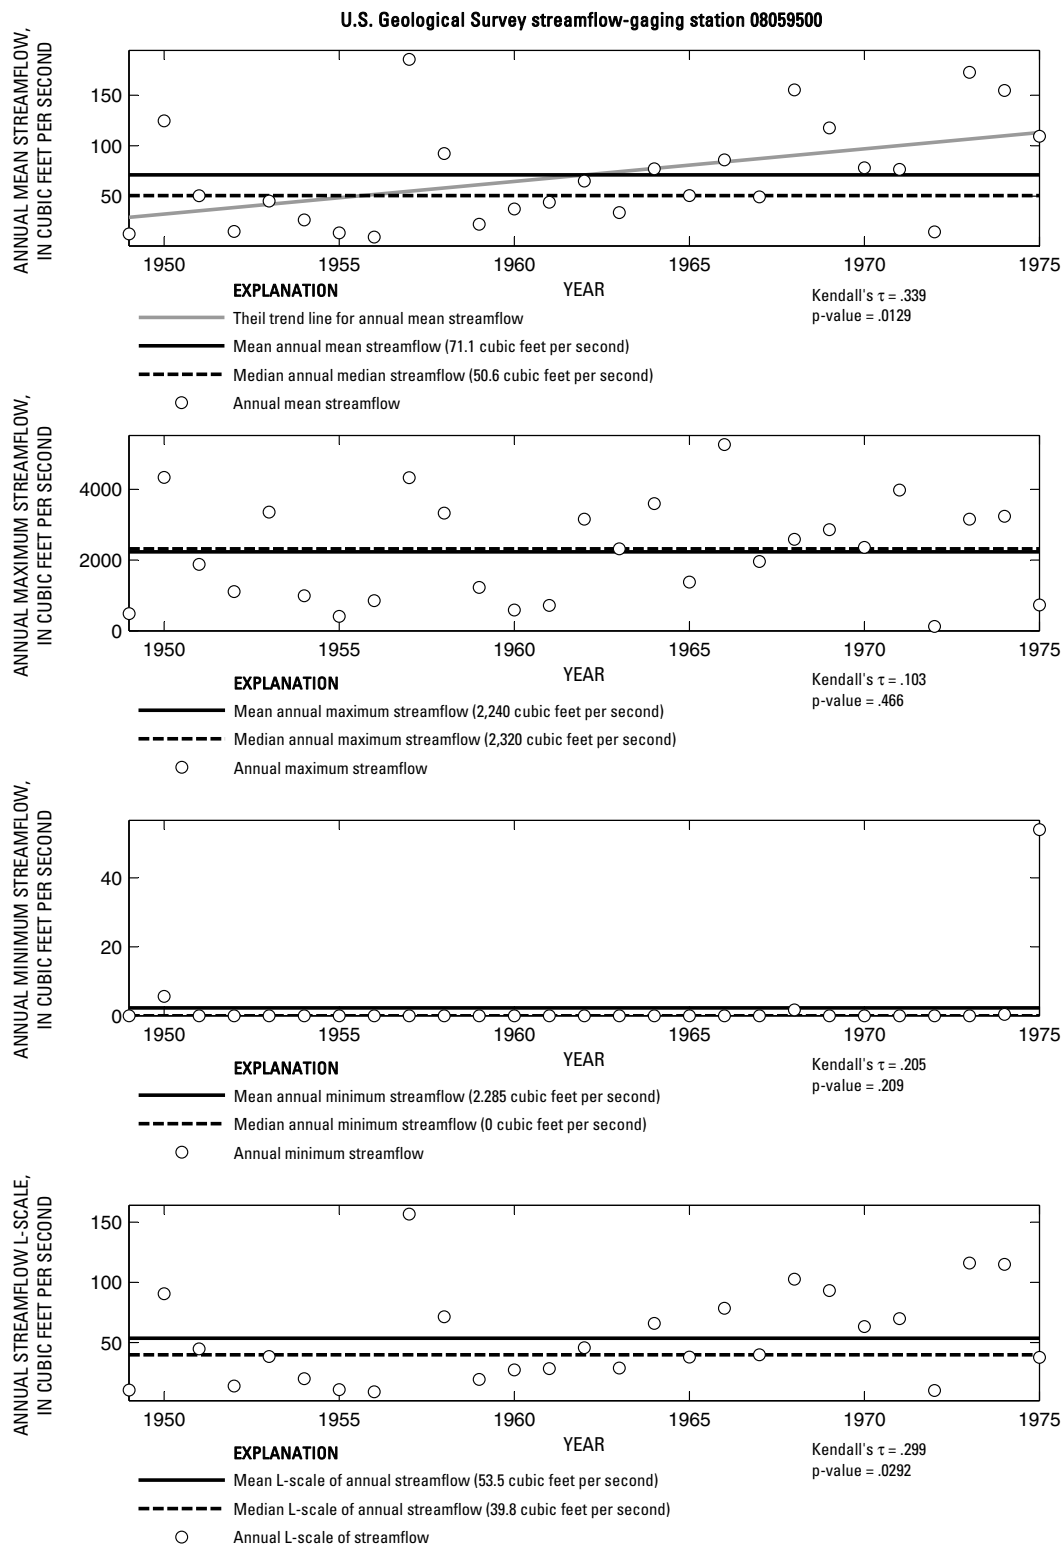 U.S. Geological Survey streamflow-gaging station 08059500
ANNUAL MEAN STREAMFLOW,
IN CUBIC FEET PER SECOND
150
100
50
1950 1955 1960 1965 1970 1975
YEAR
EXPLANATION
Theil trend line for annual mean streamflow
Mean annual mean streamflow (71.1 cubic feet per second)
Median annual median streamflow (50.6 cubic feet per second)
Annual mean streamflow
Kendall's τ = .339
p-value = .0129
ANNUAL MAXIMUM STREAMFLOW,
IN CUBIC FEET PER SECOND
4000
2000
0
1950 1955 1960 1965 1970 1975
YEAR
EXPLANATION
Mean annual maximum streamflow (2,240 cubic feet per second)
Median annual maximum streamflow (2,320 cubic feet per second)
Annual maximum streamflow
Kendall's τ = .103
p-value = .466
ANNUAL MINIMUM STREAMFLOW,
IN CUBIC FEET PER SECOND
40
20
0
1950 1955 1960 1965 1970 1975
YEAR
EXPLANATION
Mean annual minimum streamflow (2.285 cubic feet per second)
Median annual minimum streamflow (0 cubic feet per second)
Annual minimum streamflow
Kendall's τ = .205
p-value = .209
ANNUAL STREAMFLOW L-SCALE,
IN CUBIC FEET PER SECOND
150
100
50
1950 1955 1960 1965 1970 1975
YEAR
EXPLANATION
Mean L-scale of annual streamflow (53.5 cubic feet per second)
Median L-scale of annual streamflow (39.8 cubic feet per second)
Annual L-scale of streamflow
Kendall's τ = .299
p-value = .0292